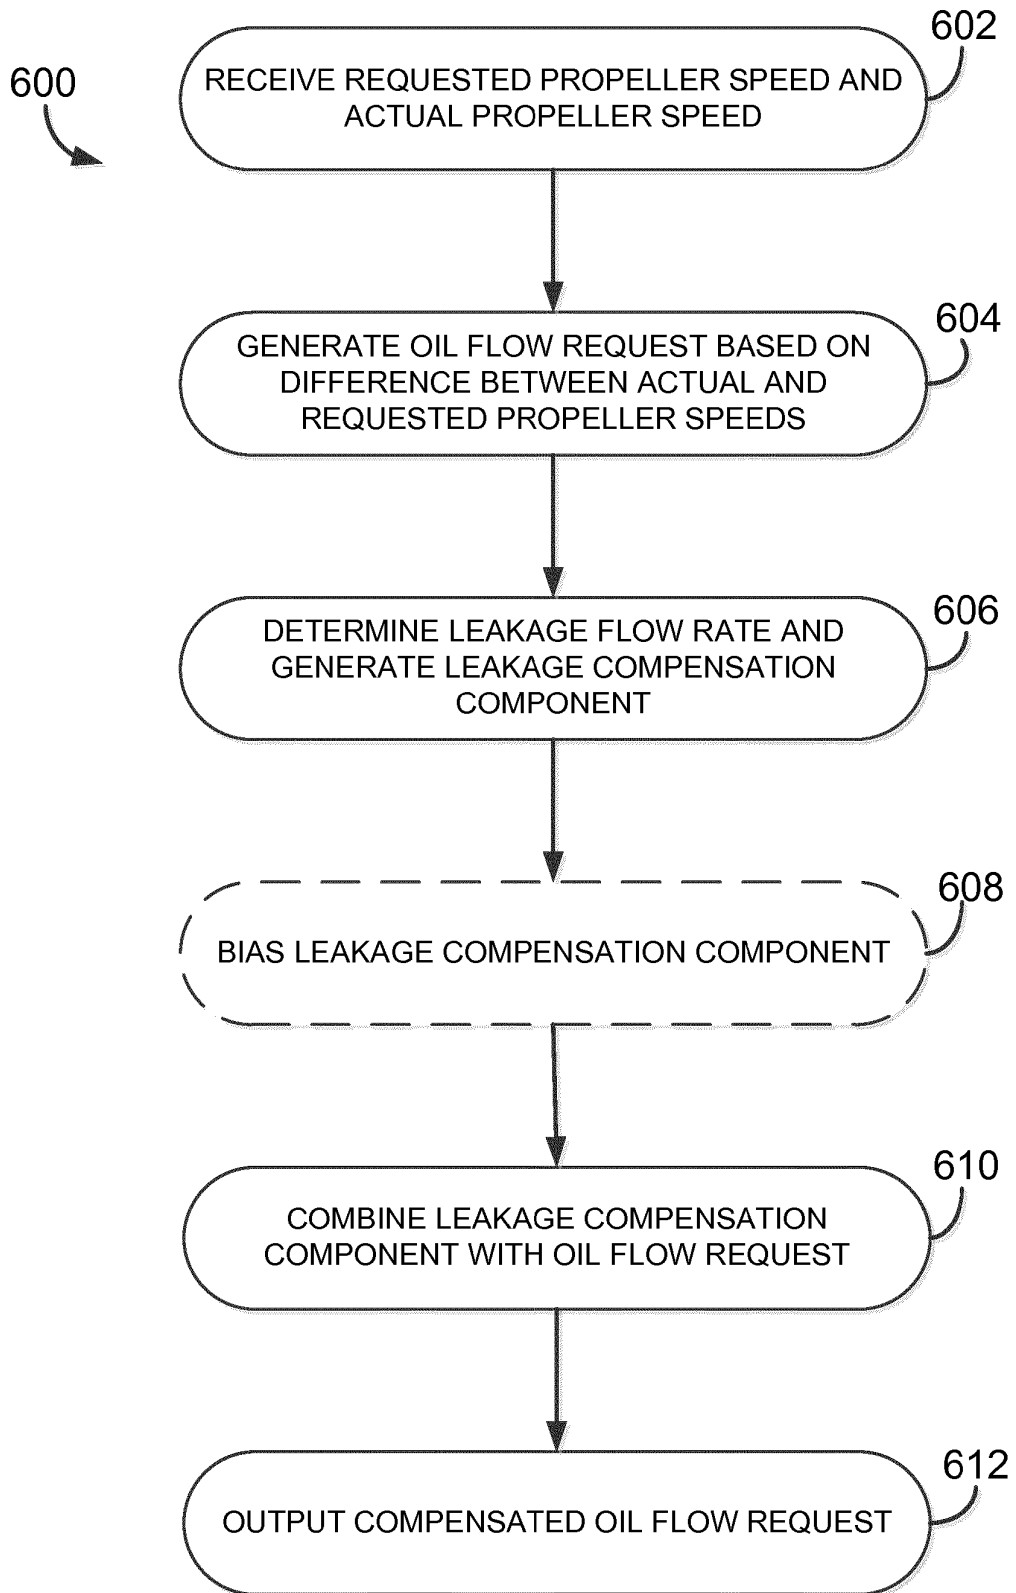 602
600
RECEIVE REQUESTED PROPELLER SPEED AND
ACTUAL PROPELLER SPEED
604
GENERATE OIL FLOW REQUEST BASED ON
DIFFERENCE BETWEEN ACTUAL AND
REQUESTED PROPELLER SPEEDS
606
DETERMINE LEAKAGE FLOW RATE AND
GENERATE LEAKAGE COMPENSATION
COMPONENT
608
BIAS LEAKAGE COMPENSATION COMPONENT
610
COMBINE LEAKAGE COMPENSATION
COMPONENT WITH OIL FLOW REQUEST
612
OUTPUT COMPENSATED OIL FLOW REQUEST